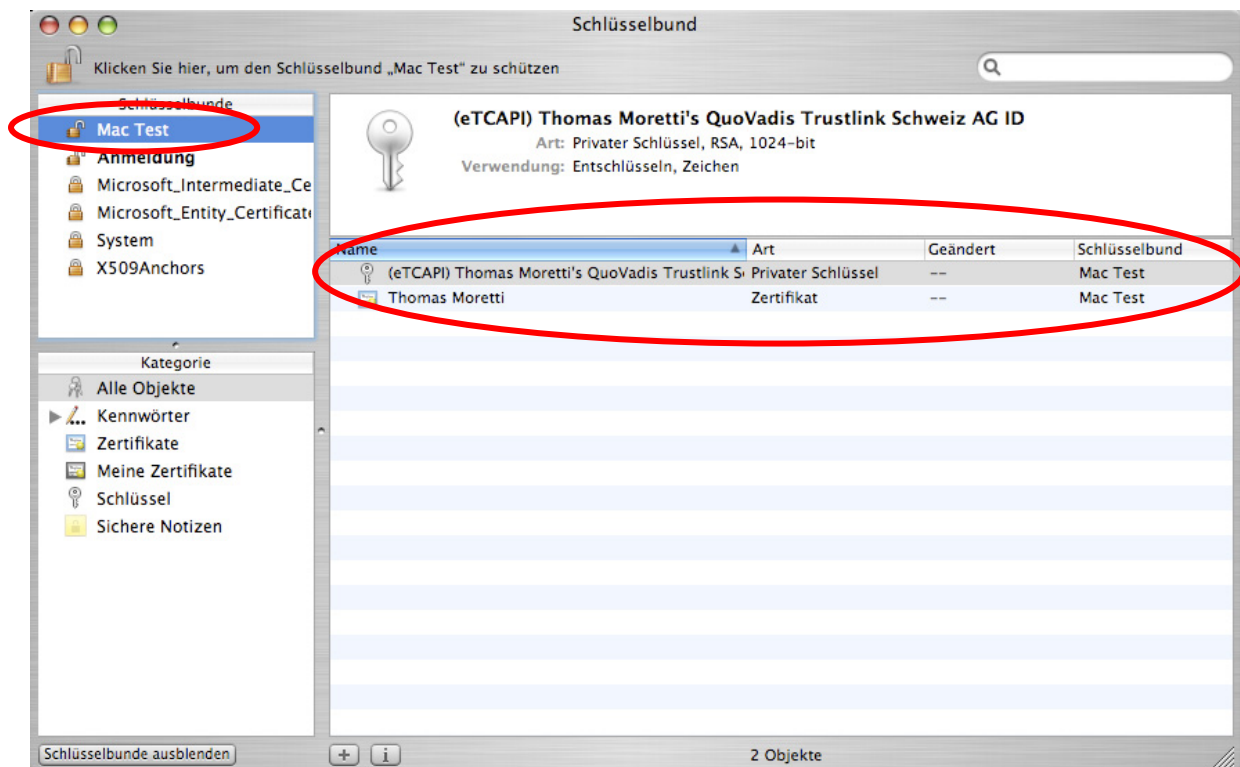 Schlüsselbund
Klicken Sie hier, um den Schlüsselbund „Mac Test“ zu schützen
Schlüsselbunde
Mac Test
Anmeldung
Microsoft_Intermediate_Ce
Microsoft_Entity_Certificat
System
X509Anchors
(eTCAPI) Thomas Moretti's QuoVadis Trustlink Schweiz AG ID
Art: Privater Schlüssel, RSA, 1024-bit
Verwendung: Entschlüsseln, Zeichen
Name Art Geändert Schlüsselbund
(eTCAPI) Thomas Moretti's QuoVadis Trustlink Privater Schlüssel -- Mac Test
Thomas Moretti Zertifikat -- Mac Test
Kategorie
Alle Objekte
Kennwörter
Zertifikate
Meine Zertifikate
Schlüssel
Sichere Notizen
Schlüsselbunde ausblenden
+ i 2 Objekte